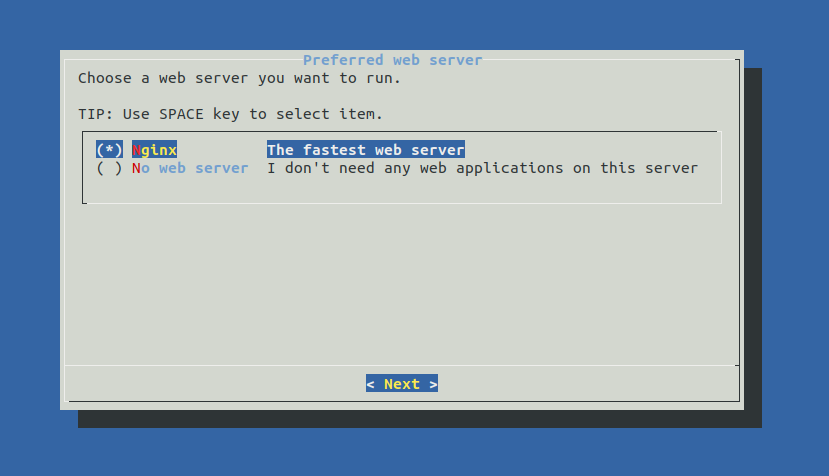 Preferred web server
Choose a web server you want to run.
TIP: Use SPACE key to select item.
(*) Nginx The fastest web server
( ) No web server I don't need any web applications on this server
< Next >